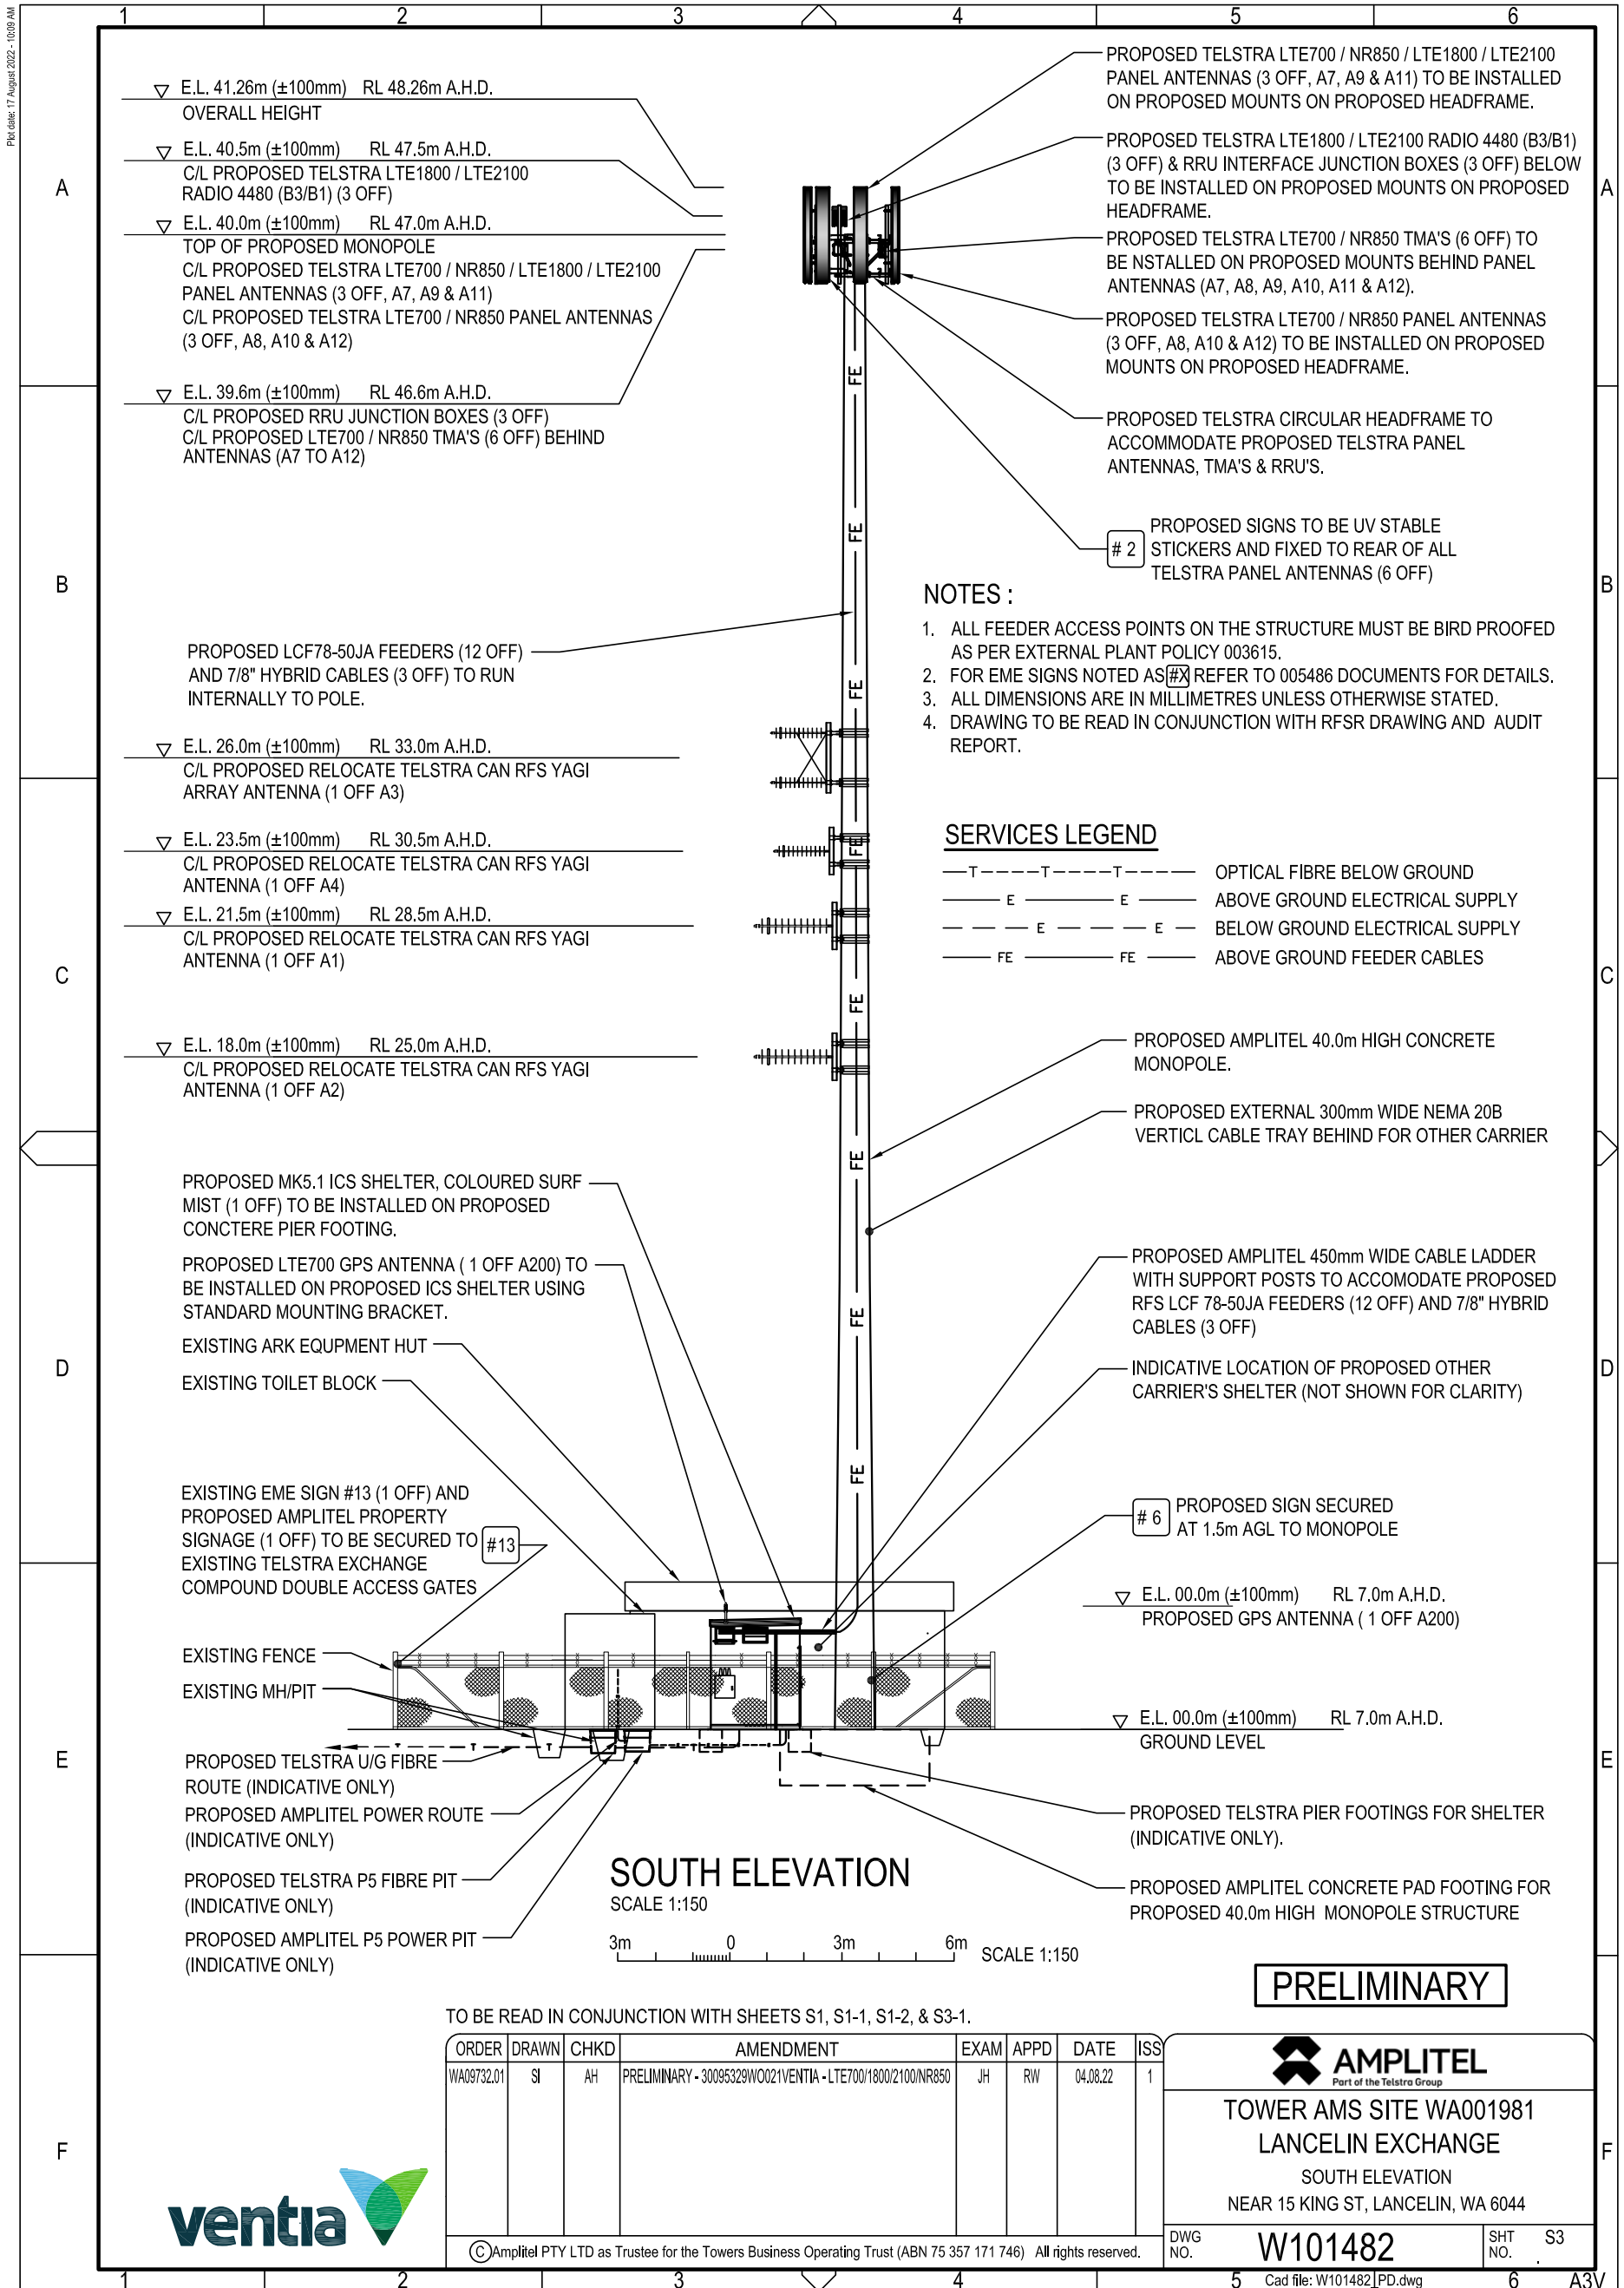 Plot date: 17 August 2022 - 10:09 AM
1 2 3 4 5 6
A
B
C
D
E
F
A
B
C
D
E
F
E.L. 41.26m (±100mm) RL 48.26m A.H.D.
OVERALL HEIGHT
E.L. 40.5m (±100mm) RL 47.5m A.H.D.
C/L PROPOSED TELSTRA LTE1800 / LTE2100
RADIO 4480 (B3/B1) (3 OFF)
E.L. 40.0m (±100mm) RL 47.0m A.H.D.
TOP OF PROPOSED MONOPOLE
C/L PROPOSED TELSTRA LTE700 / NR850 / LTE1800 / LTE2100
PANEL ANTENNAS (3 OFF, A7, A9 & A11)
C/L PROPOSED TELSTRA LTE700 / NR850 PANEL ANTENNAS
(3 OFF, A8, A10 & A12)
E.L. 39.6m (±100mm) RL 46.6m A.H.D.
C/L PROPOSED RRU JUNCTION BOXES (3 OFF)
C/L PROPOSED LTE700 / NR850 TMA'S (6 OFF) BEHIND
ANTENNAS (A7 TO A12)
PROPOSED LCF78-50JA FEEDERS (12 OFF)
AND 7/8" HYBRID CABLES (3 OFF) TO RUN
INTERNALLY TO POLE.
E.L. 26.0m (±100mm) RL 33.0m A.H.D.
C/L PROPOSED RELOCATE TELSTRA CAN RFS YAGI
ARRAY ANTENNA (1 OFF A3)
E.L. 23.5m (±100mm) RL 30.5m A.H.D.
C/L PROPOSED RELOCATE TELSTRA CAN RFS YAGI
ANTENNA (1 OFF A4)
E.L. 21.5m (±100mm) RL 28.5m A.H.D.
C/L PROPOSED RELOCATE TELSTRA CAN RFS YAGI
ANTENNA (1 OFF A1)
E.L. 18.0m (±100mm) RL 25.0m A.H.D.
C/L PROPOSED RELOCATE TELSTRA CAN RFS YAGI
ANTENNA (1 OFF A2)
PROPOSED MK5.1 ICS SHELTER, COLOURED SURF
MIST (1 OFF) TO BE INSTALLED ON PROPOSED
CONCTERE PIER FOOTING.
PROPOSED LTE700 GPS ANTENNA ( 1 OFF A200) TO
BE INSTALLED ON PROPOSED ICS SHELTER USING
STANDARD MOUNTING BRACKET.
EXISTING ARK EQUPMENT HUT
EXISTING TOILET BLOCK
EXISTING EME SIGN #13 (1 OFF) AND
PROPOSED AMPLITEL PROPERTY
SIGNAGE (1 OFF) TO BE SECURED TO
EXISTING TELSTRA EXCHANGE
COMPOUND DOUBLE ACCESS GATES
#13
EXISTING FENCE
EXISTING MH/PIT
PROPOSED TELSTRA U/G FIBRE
ROUTE (INDICATIVE ONLY)
PROPOSED AMPLITEL POWER ROUTE
(INDICATIVE ONLY)
PROPOSED TELSTRA P5 FIBRE PIT
(INDICATIVE ONLY)
PROPOSED AMPLITEL P5 POWER PIT
(INDICATIVE ONLY)
FE
FE
FE
FE
FE
FE
FE
FE
FE
T T T
PROPOSED TELSTRA LTE700 / NR850 / LTE1800 / LTE2100
PANEL ANTENNAS (3 OFF, A7, A9 & A11) TO BE INSTALLED
ON PROPOSED MOUNTS ON PROPOSED HEADFRAME.
PROPOSED TELSTRA LTE1800 / LTE2100 RADIO 4480 (B3/B1)
(3 OFF) & RRU INTERFACE JUNCTION BOXES (3 OFF) BELOW
TO BE INSTALLED ON PROPOSED MOUNTS ON PROPOSED
HEADFRAME.
PROPOSED TELSTRA LTE700 / NR850 TMA'S (6 OFF) TO
BE NSTALLED ON PROPOSED MOUNTS BEHIND PANEL
ANTENNAS (A7, A8, A9, A10, A11 & A12).
PROPOSED TELSTRA LTE700 / NR850 PANEL ANTENNAS
(3 OFF, A8, A10 & A12) TO BE INSTALLED ON PROPOSED
MOUNTS ON PROPOSED HEADFRAME.
PROPOSED TELSTRA CIRCULAR HEADFRAME TO
ACCOMMODATE PROPOSED TELSTRA PANEL
ANTENNAS, TMA'S & RRU'S.
# 2
PROPOSED SIGNS TO BE UV STABLE
STICKERS AND FIXED TO REAR OF ALL
TELSTRA PANEL ANTENNAS (6 OFF)
NOTES :
1. ALL FEEDER ACCESS POINTS ON THE STRUCTURE MUST BE BIRD PROOFED
AS PER EXTERNAL PLANT POLICY 003615.
2. FOR EME SIGNS NOTED AS #X REFER TO 005486 DOCUMENTS FOR DETAILS.
3. ALL DIMENSIONS ARE IN MILLIMETRES UNLESS OTHERWISE STATED.
4. DRAWING TO BE READ IN CONJUNCTION WITH RFSR DRAWING AND AUDIT
REPORT.
SERVICES LEGEND
T T T OPTICAL FIBRE BELOW GROUND
E E ABOVE GROUND ELECTRICAL SUPPLY
E E BELOW GROUND ELECTRICAL SUPPLY
FE FE ABOVE GROUND FEEDER CABLES
PROPOSED AMPLITEL 40.0m HIGH CONCRETE
MONOPOLE.
PROPOSED EXTERNAL 300mm WIDE NEMA 20B
VERTICL CABLE TRAY BEHIND FOR OTHER CARRIER
PROPOSED AMPLITEL 450mm WIDE CABLE LADDER
WITH SUPPORT POSTS TO ACCOMODATE PROPOSED
RFS LCF 78-50JA FEEDERS (12 OFF) AND 7/8" HYBRID
CABLES (3 OFF)
INDICATIVE LOCATION OF PROPOSED OTHER
CARRIER'S SHELTER (NOT SHOWN FOR CLARITY)
# 6
PROPOSED SIGN SECURED
AT 1.5m AGL TO MONOPOLE
E.L. 00.0m (±100mm) RL 7.0m A.H.D.
PROPOSED GPS ANTENNA ( 1 OFF A200)
E.L. 00.0m (±100mm) RL 7.0m A.H.D.
GROUND LEVEL
PROPOSED TELSTRA PIER FOOTINGS FOR SHELTER
(INDICATIVE ONLY).
PROPOSED AMPLITEL CONCRETE PAD FOOTING FOR
PROPOSED 40.0m HIGH MONOPOLE STRUCTURE
SOUTH ELEVATION
SCALE 1:150
3m 0 3m 6m SCALE 1:150
PRELIMINARY
TO BE READ IN CONJUNCTION WITH SHEETS S1, S1-1, S1-2, & S3-1.
ORDER DRAWN CHKD AMENDMENT EXAM APPD DATE ISS
WA09732.01 SI AH PRELIMINARY - 30095329WO021VENTIA - LTE700/1800/2100/NR850 JH RW 04.08.22 1
©Amplitel PTY LTD as Trustee for the Towers Business Operating Trust (ABN 75 357 171 746) All rights reserved.
ventia
AMPLITEL
Part of the Telstra Group
TOWER AMS SITE WA001981
LANCELIN EXCHANGE
SOUTH ELEVATION
NEAR 15 KING ST, LANCELIN, WA 6044
DWG NO. W101482 SHT NO. S3
1 2 3 4 5 6
Cad file: W101482_PD.dwg
A3V